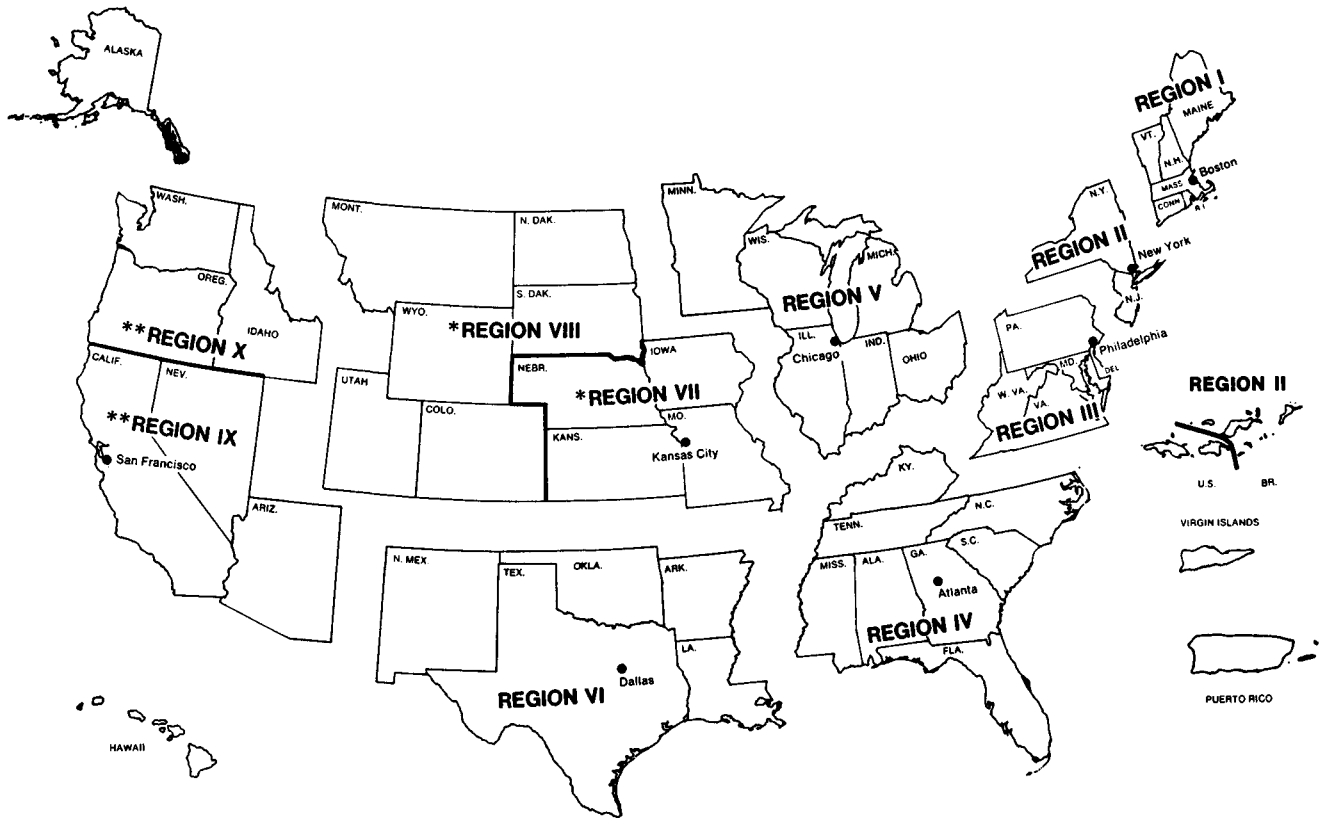 ALASKA
REGION I
MAINE
VT.
N.H.
Boston
MASS
CONN
R I
WASH.
MONT.
N. DAK.
MINN.
N.Y.
WIS.
MICH.
REGION II
New York
OREG.
S. DAK.
REGION V
N.J.
WYO.
*REGION VIII
IDAHO
**REGION X
PA.
ILL.
IND.
Chicago
OHIO
Philadelphia
IOWA
CALIF.
NEV.
NEBR.
MD.
DEL
UTAH
*REGION VII
W. VA.
VA.
REGION III
REGION II
COLO.
MO.
**REGION IX
KANS.
Kansas City
San Francisco
KY.
U.S.
BR.
ARIZ.
N.C.
TENN.
VIRGIN ISLANDS
S.C.
N. MEX
TEX.
OKLA.
ARK.
MISS.
ALA.
GA.
Atlanta
REGION IV
LA.
FLA.
Dallas
REGION VI
PUERTO RICO
HAWAII